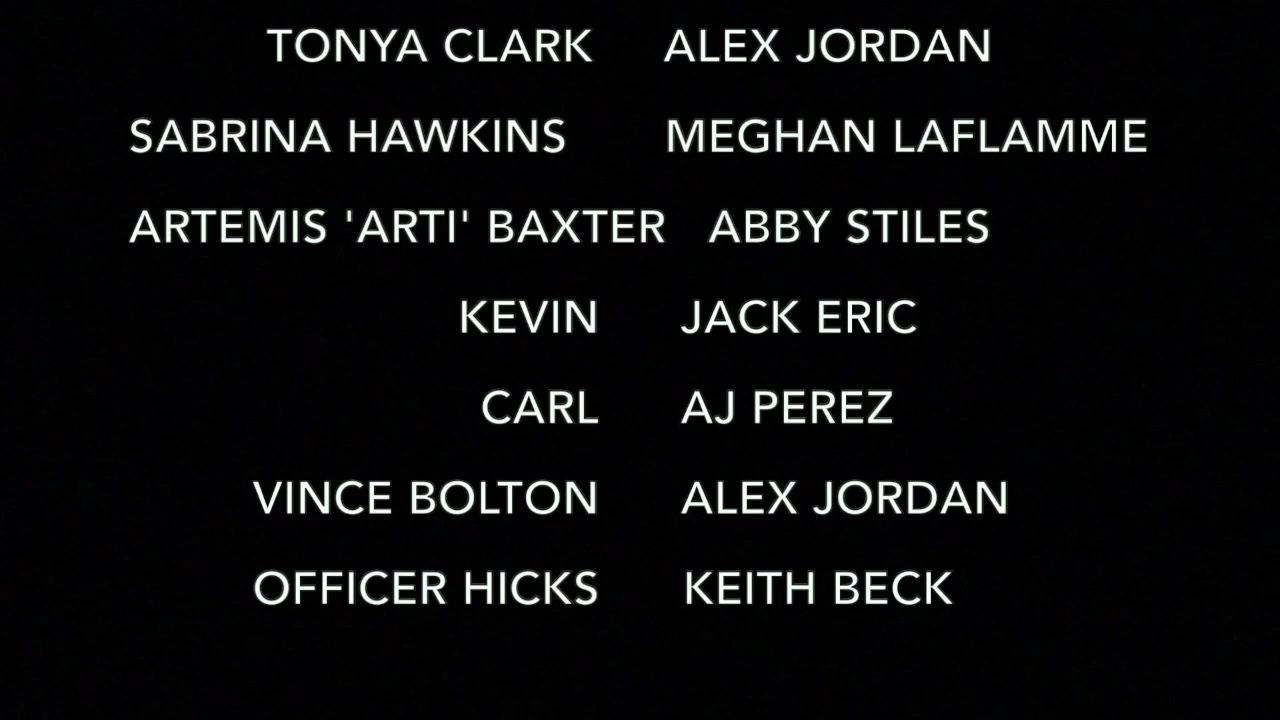 TONYA CLARK ALEX JORDAN
SABRINA HAWKINS MEGHAN LAFLAMME
ARTEMIS 'ARTI' BAXTER ABBY STILES
KEVIN JACK ERIC
CARL AJ PEREZ
VINCE BOLTON ALEX JORDAN
OFFICER HICKS KEITH BECK